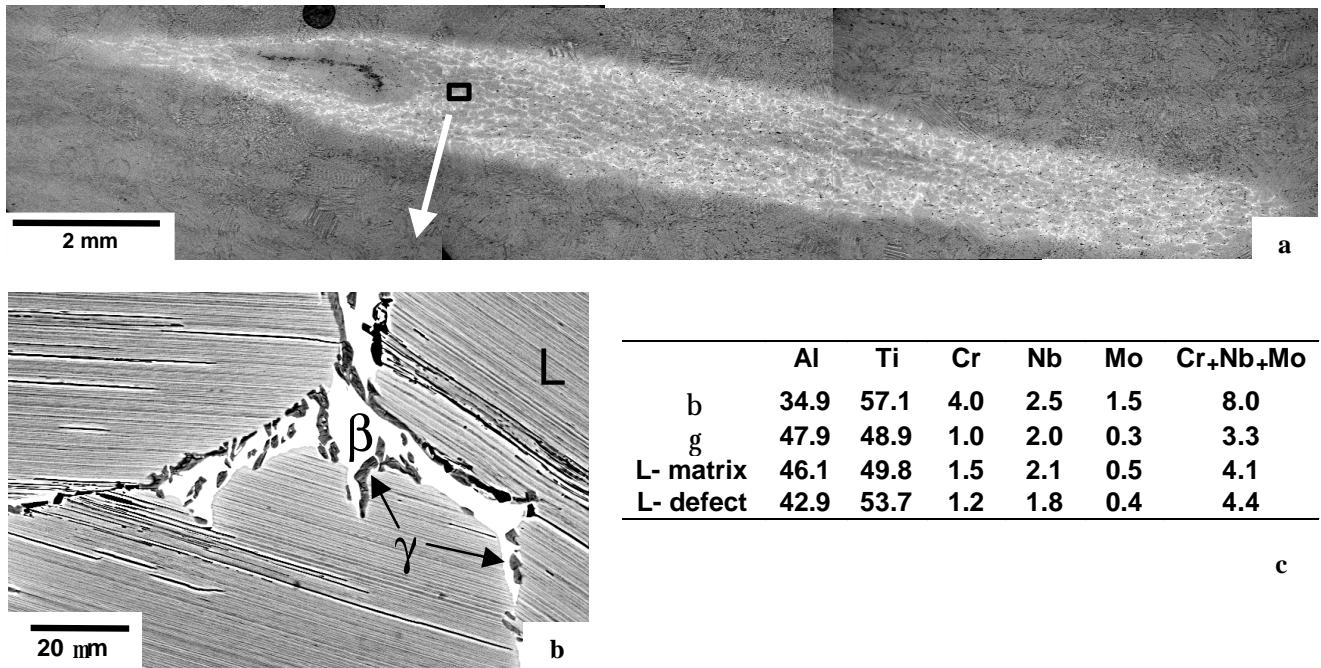 2 mm
a
L
β
γ
20 mm
b
Al Ti Cr Nb Mo Cr+Nb+Mo
b 34.9 57.1 4.0 2.5 1.5 8.0
g 47.9 48.9 1.0 2.0 0.3 3.3
L- matrix 46.1 49.8 1.5 2.1 0.5 4.1
L- defect 42.9 53.7 1.2 1.8 0.4 4.4
c